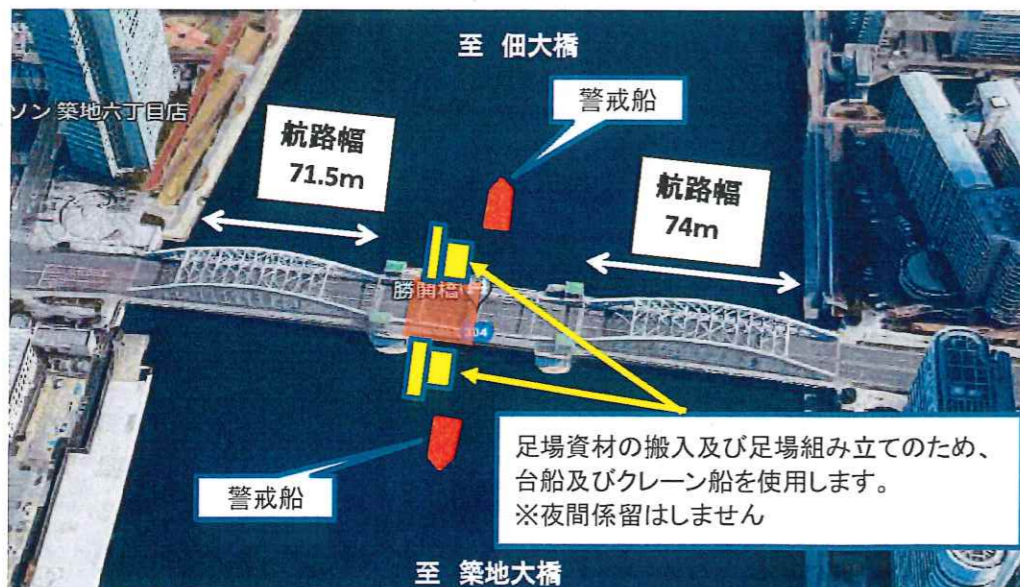 至 佃大橋
警戒船
ソン 築地六丁目店
航路幅
71.5m
航路幅
74m
勝鬨橋
304
足場資材の搬入及び足場組み立てのため、
台船及びクレーン船を使用します。
※夜間係留はしません
警戒船
至 築地大橋